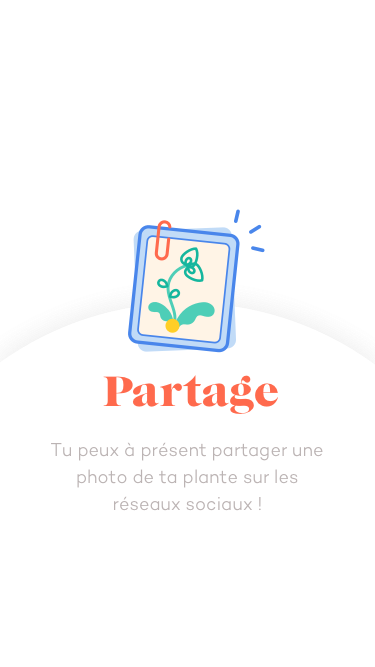 Partage
Tu peux à présent partager une
photo de ta plante sur les
réseaux sociaux !